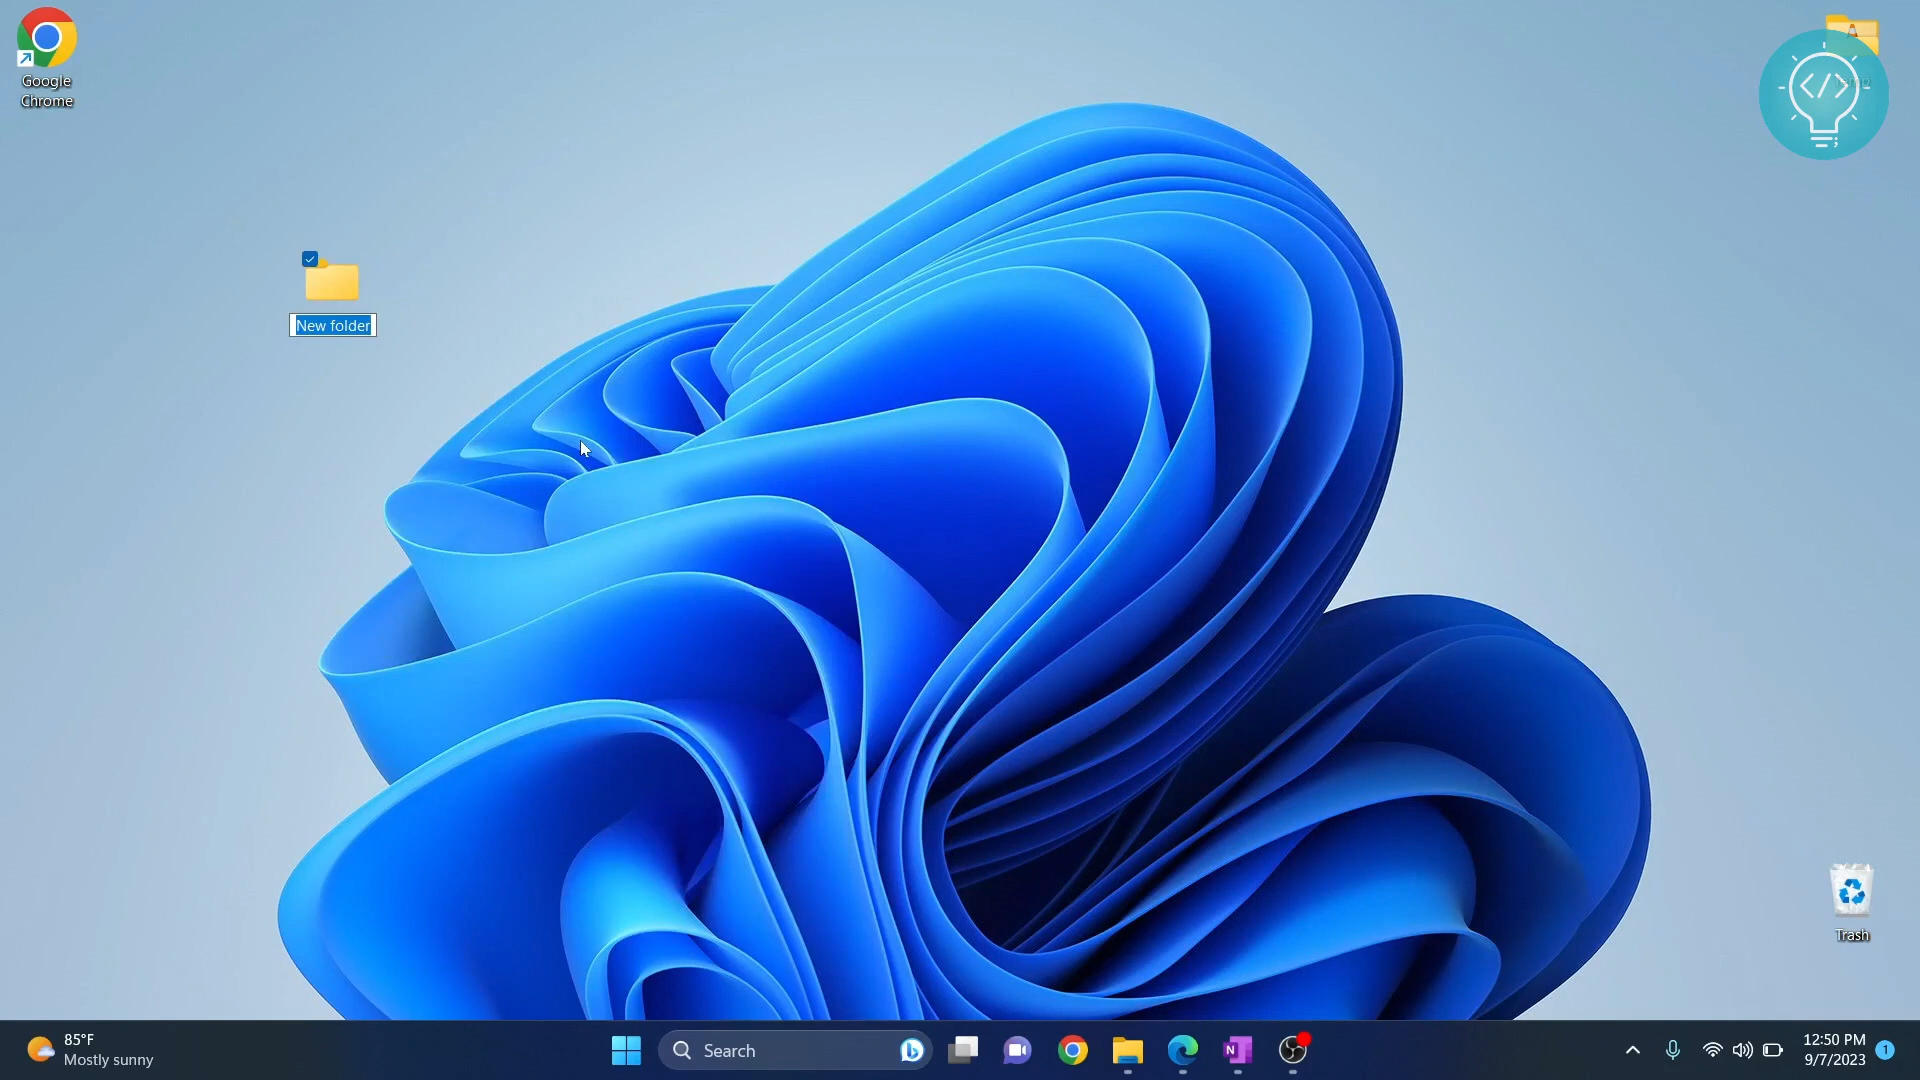 Google
Chrome
</>
New folder
Trash
85°F
Mostly sunny
Search
N
12:50 PM
9/7/2023
1